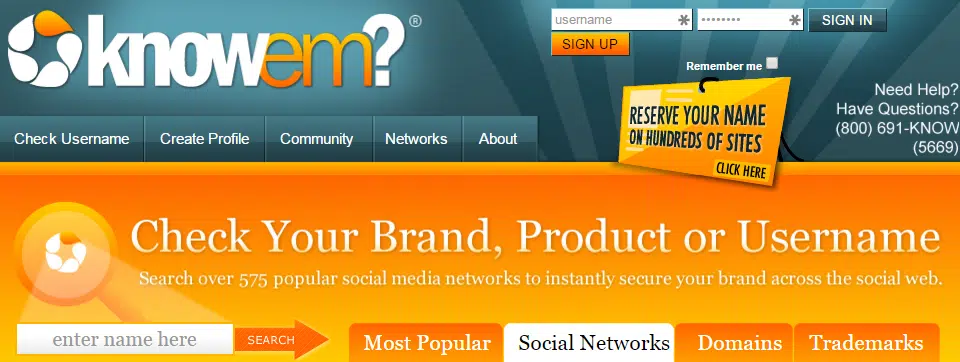 knowem?®
username
••••••••
SIGN IN
SIGN UP
Remember me
Need Help?
Have Questions?
(800) 691-KNOW
(5669)
RESERVE YOUR NAME
ON HUNDREDS OF SITES
CLICK HERE
Check Username
Create Profile
Community
Networks
About
Check Your Brand, Product or Username
Search over 575 popular social media networks to instantly secure your brand across the social web.
enter name here
SEARCH
Most Popular
Social Networks
Domains
Trademarks